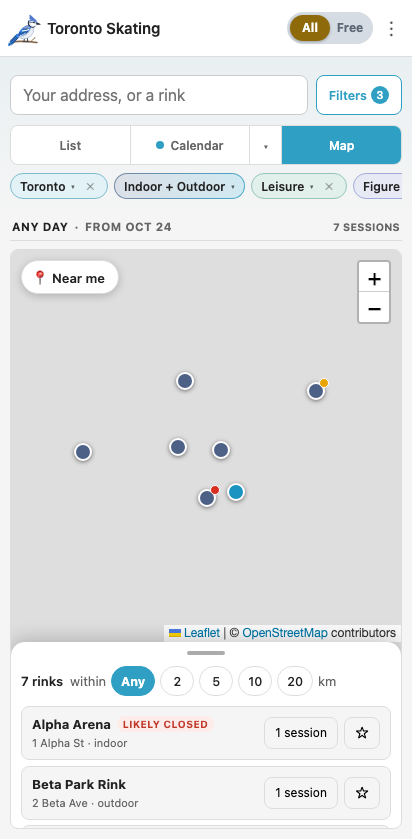 Toronto Skating
All Free
Your address, or a rink
Filters 3
List Calendar Map
Toronto Indoor + Outdoor Leisure Figure
ANY DAY · FROM OCT 24 7 SESSIONS
Near me
+
−
Leaflet | © OpenStreetMap contributors
7 rinks within Any 2 5 10 20 km
Alpha Arena LIKELY CLOSED
1 Alpha St · indoor
1 session
Beta Park Rink
2 Beta Ave · outdoor
1 session